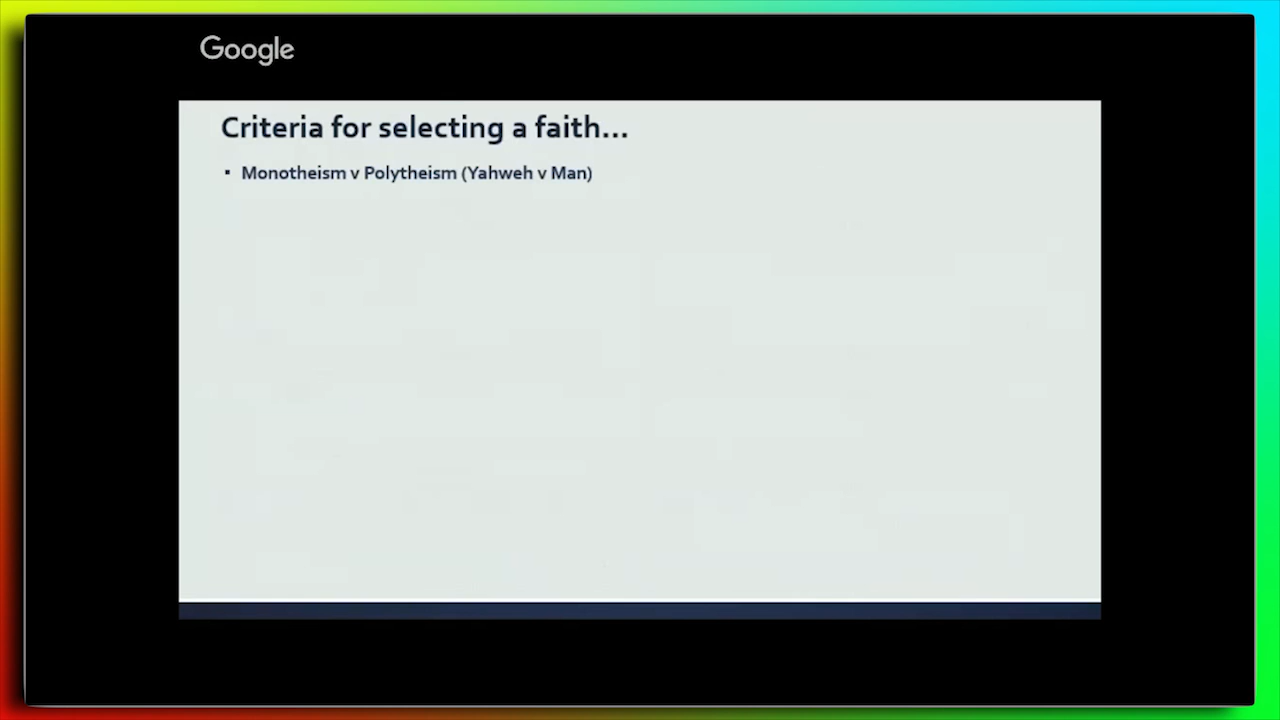 Google
Criteria for selecting a faith...
▪ Monotheism v Polytheism (Yahweh v Man)